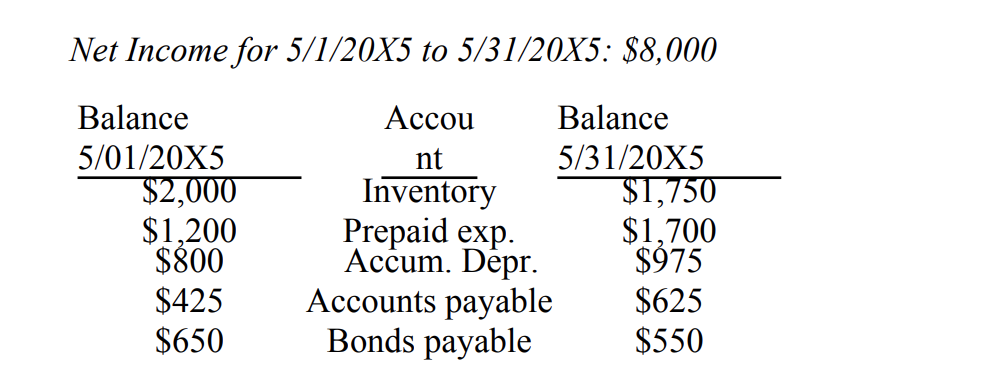 Net Income for 5/1/20X5 to 5/31/20X5: $8,000
Balance Accou Balance
5/01/20X5 nt 5/31/20X5
$2,000 Inventory $1,750
$1,200 Prepaid exp. $1,700
$800 Accum. Depr. $975
$425 Accounts payable $625
$650 Bonds payable $550